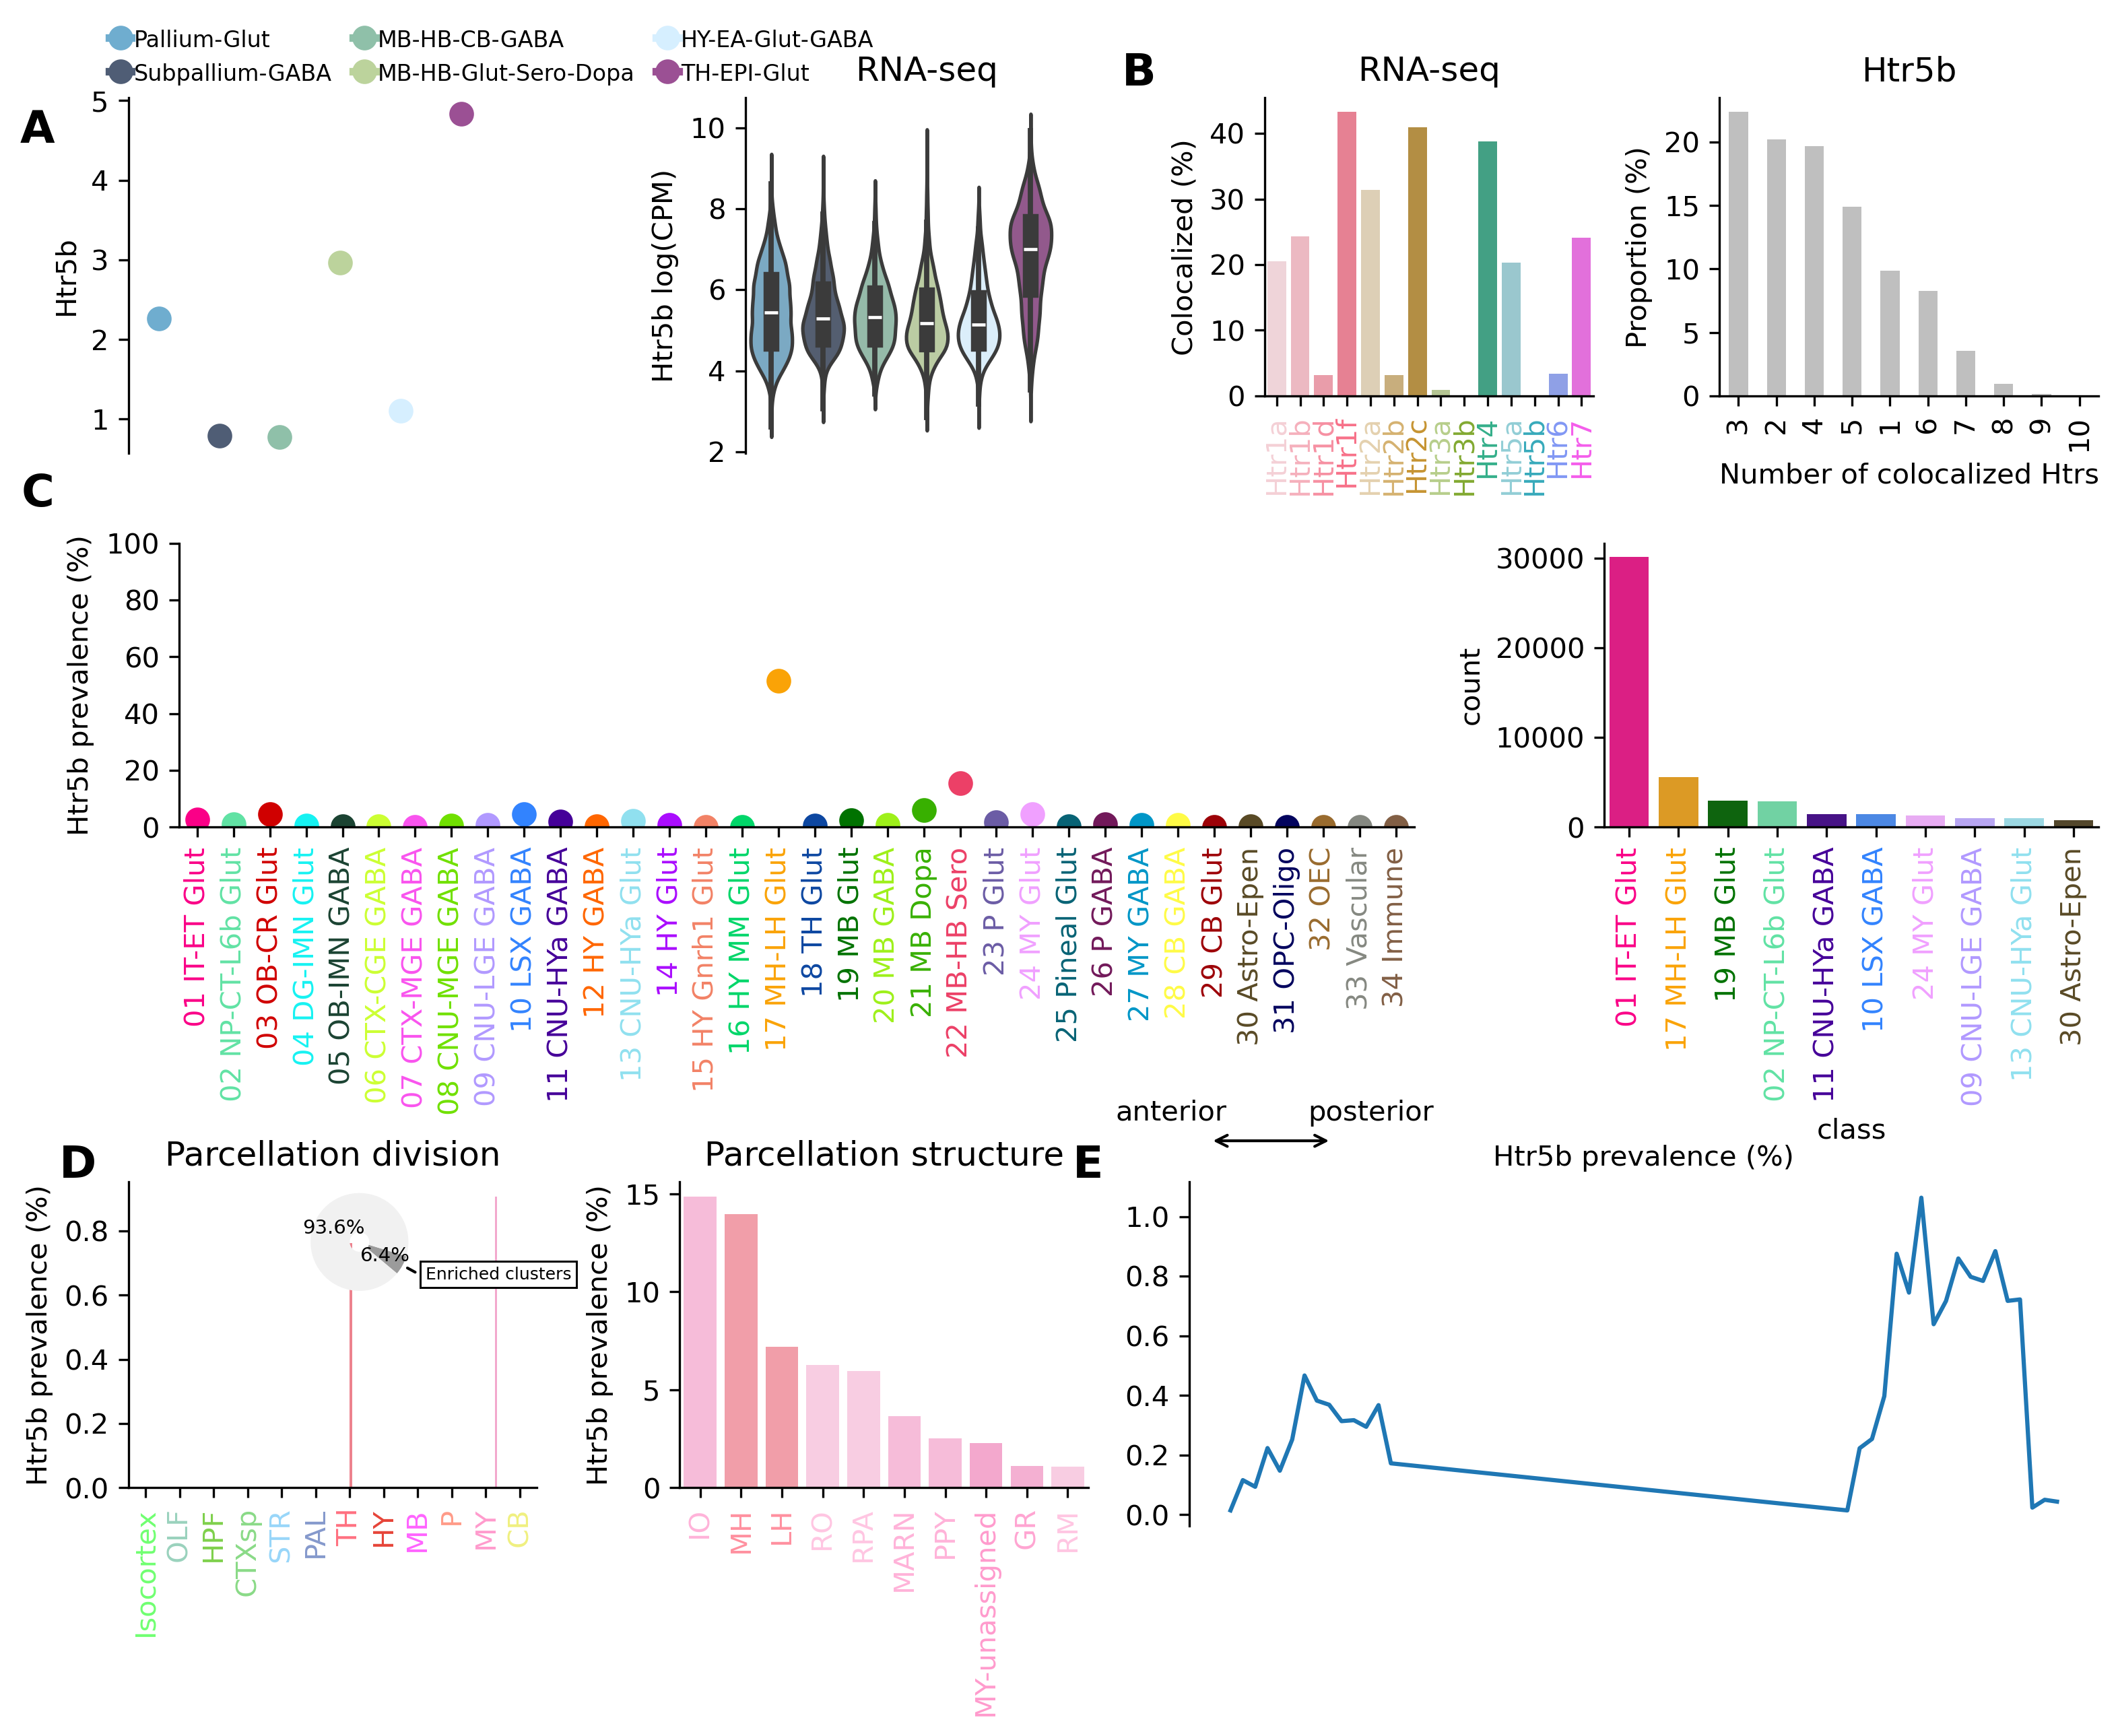 Pallium-Glut
MB-HB-CB-GABA
HY-EA-Glut-GABA
Subpallium-GABA
MB-HB-Glut-Sero-Dopa
TH-EPI-Glut
A
Htr5b
5
4
3
2
1
RNA-seq
Htr5b log(CPM)
10
8
6
4
2
B
RNA-seq
Colocalized (%)
40
30
20
10
0
Htr1a
Htr1b
Htr1d
Htr1f
Htr2a
Htr2b
Htr2c
Htr3a
Htr3b
Htr4
Htr5a
Htr5b
Htr6
Htr7
Htr5b
Proportion (%)
20
15
10
5
0
3
2
4
5
1
6
7
8
9
10
Number of colocalized Htrs
C
Htr5b prevalence (%)
100
80
60
40
20
0
01 IT-ET Glut
02 NP-CT-L6b Glut
03 OB-CR Glut
04 DG-IMN Glut
05 OB-IMN GABA
06 CTX-CGE GABA
07 CTX-MGE GABA
08 CNU-MGE GABA
09 CNU-LGE GABA
10 LSX GABA
11 CNU-HYa GABA
12 HY GABA
13 CNU-HYa Glut
14 HY Glut
15 HY Gnrh1 Glut
16 HY MM Glut
17 MH-LH Glut
18 TH Glut
19 MB Glut
20 MB GABA
21 MB Dopa
22 MB-HB Sero
23 P Glut
24 MY Glut
25 Pineal Glut
26 P GABA
27 MY GABA
28 CB GABA
29 CB Glut
30 Astro-Epen
31 OPC-Oligo
32 OEC
33 Vascular
34 Immune
count
30000
20000
10000
0
01 IT-ET Glut
17 MH-LH Glut
19 MB Glut
02 NP-CT-L6b Glut
11 CNU-HYa GABA
10 LSX GABA
24 MY Glut
09 CNU-LGE GABA
13 CNU-HYa Glut
30 Astro-Epen
class
D
Parcellation division
Htr5b prevalence (%)
0.8
0.6
0.4
0.2
0.0
93.6%
6.4%
Enriched clusters
Isocortex
OLF
HPF
CTXsp
STR
PAL
TH
HY
MB
P
MY
CB
Parcellation structure
Htr5b prevalence (%)
15
10
5
0
IO
MH
LH
RO
RPA
MARN
PPY
MY-unassigned
GR
RM
E
anterior
posterior
Htr5b prevalence (%)
1.0
0.8
0.6
0.4
0.2
0.0